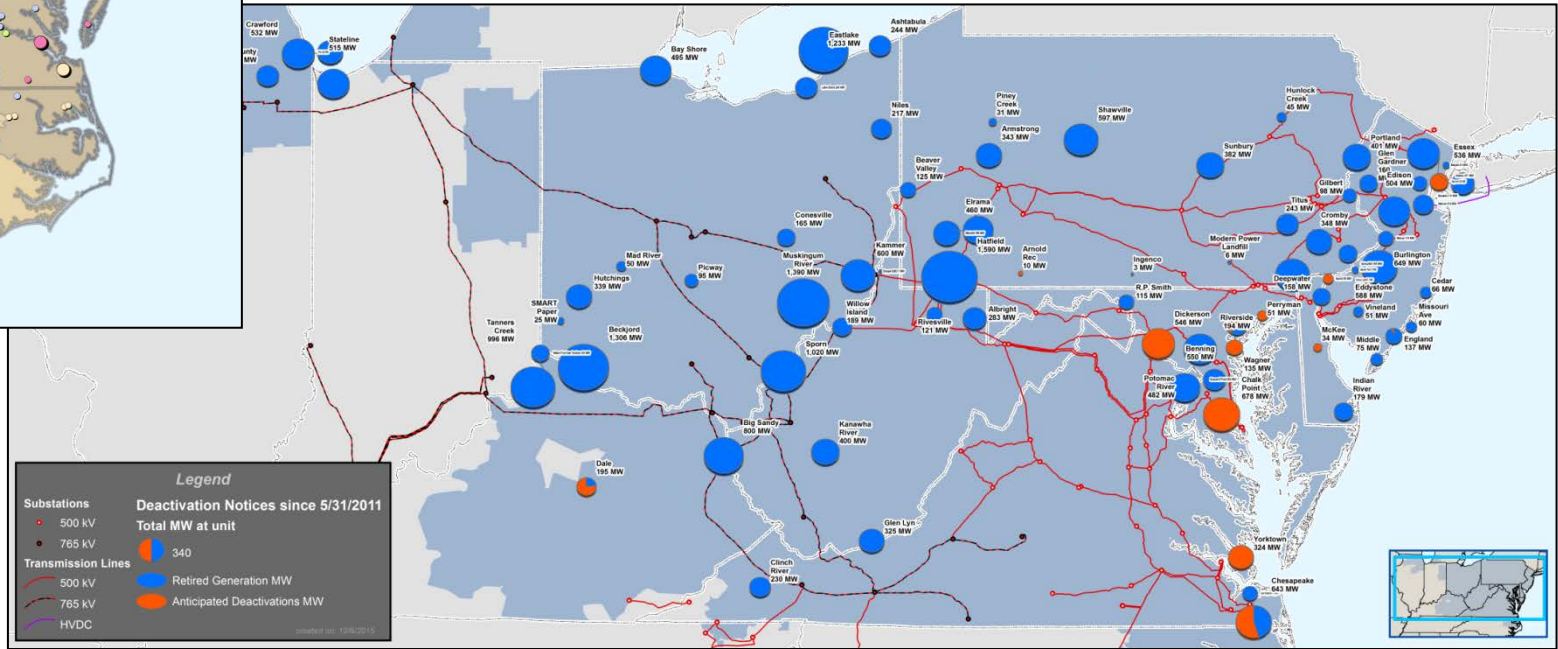 Crawford
532 MW
Stateline
515 MW
unty
MW
Bay Shore
495 MW
Eastlake
1,233 MW
Ashtabula
244 MW
Niles
217 MW
Piney
Creek
31 MW
Armstrong
343 MW
Shawville
597 MW
Hunlock
Creek
45 MW
Sunbury
382 MW
Portland
401 MW
Glen
Gardner
160
Essex
536 MW
Edison
504 MW
Gilbert
98 MW
Titus
243 MW
Cromby
348 MW
Beaver
Valley
125 MW
Elrama
460 MW
Hatfield
1,590 MW
Arnold
Rec
10 MW
Ingenco
3 MW
Modern Power
Landfill
6 MW
Burlington
649 MW
Deepwater
158 MW
Eddystone
588 MW
Cedar
66 MW
Vineland
51 MW
Missouri
Ave
60 MW
England
137 MW
Middle
75 MW
McKee
34 MW
Indian
River
179 MW
Perryman
51 MW
R.P. Smith
115 MW
Dickerson
546 MW
Riverside
194 MW
Benning
550 MW
Wagner
135 MW
Chalk
Point
678 MW
Potomac
River
482 MW
Conesville
165 MW
Muskingum
River
1,390 MW
Kammer
600 MW
Willow
Island
189 MW
Rivesville
121 MW
Albright
283 MW
Mad River
50 MW
Picway
95 MW
Hutchings
339 MW
SMART
Paper
25 MW
Tanners
Creek
996 MW
Beckjord
1,306 MW
Sporn
1,020 MW
Big Sandy
800 MW
Kanawha
River
400 MW
Dale
195 MW
Glen Lyn
325 MW
Clinch
River
230 MW
Yorktown
324 MW
Chesapeake
643 MW
Legend
Substations
500 kV
765 kV
Transmission Lines
500 kV
765 kV
HVDC
Deactivation Notices since 5/31/2011
Total MW at unit
340
Retired Generation MW
Anticipated Deactivations MW